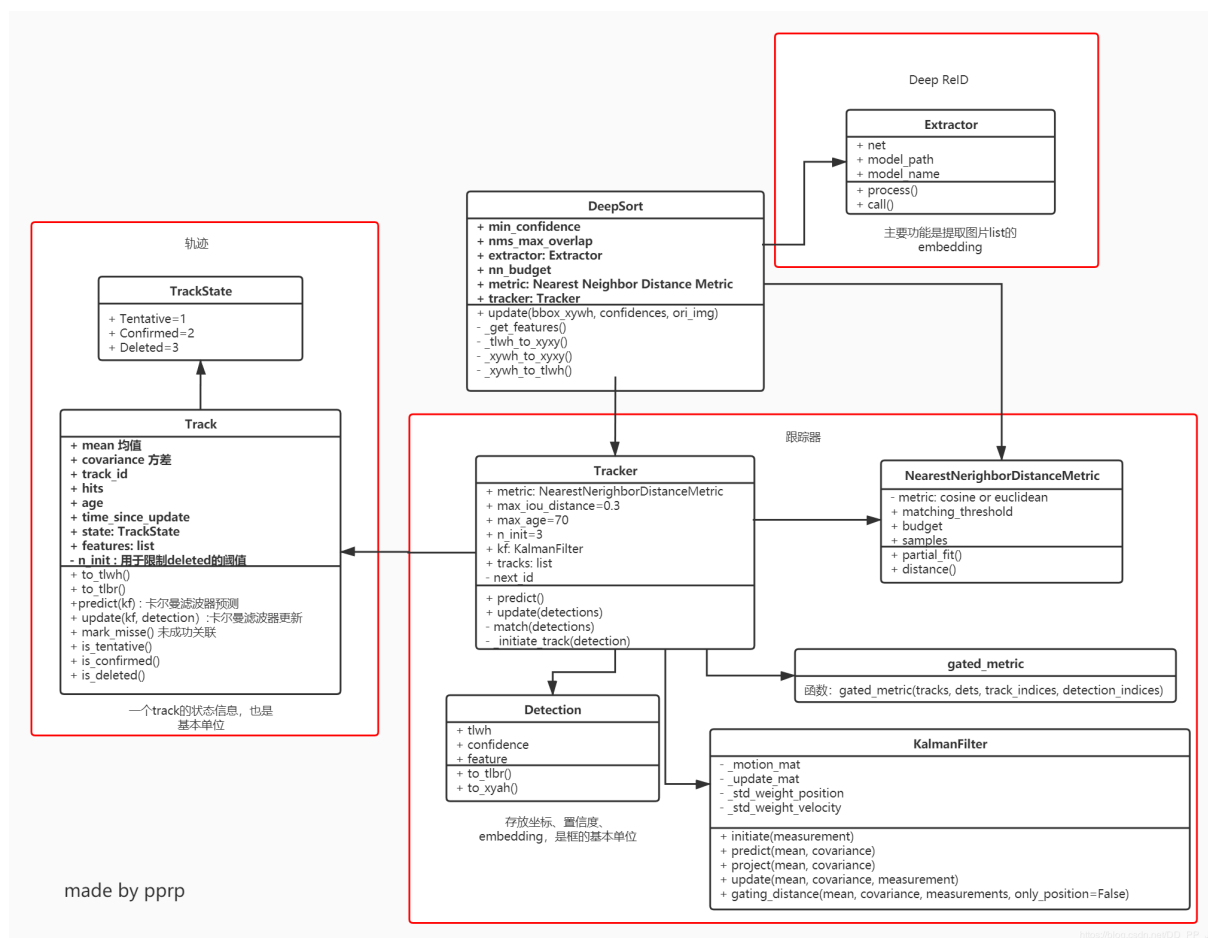 Deep ReID
Extractor
+ net
+ model_path
+ model_name
+ process()
+ call()
主要功能是提取图片list的
embedding
DeepSort
+ min_confidence
+ nms_max_overlap
+ extractor: Extractor
+ nn_budget
+ metric: Nearest Neighbor Distance Metric
+ tracker: Tracker
+ update(bbox_xywh, confidences, ori_img)
- _get_features()
- _tlwh_to_xyxy()
- _xywh_to_xyxy()
- _xywh_to_tlwh()
轨迹
TrackState
+ Tentative=1
+ Confirmed=2
+ Deleted=3
Track
+ mean 均值
+ covariance 方差
+ track_id
+ hits
+ age
+ time_since_update
+ state: TrackState
+ features: list
- n_init : 用于限制deleted的阈值
+ to_tlwh()
+ to_tlbr()
+predict(kf) : 卡尔曼滤波器预测
+ update(kf, detection) :卡尔曼滤波器更新
+ mark_misse() 未成功关联
+ is_tentative()
+ is_confirmed()
+ is_deleted()
一个track的状态信息，也是
基本单位
跟踪器
Tracker
+ metric: NearestNerighborDistanceMetric
+ max_iou_distance=0.3
+ max_age=70
+ n_init=3
+ kf: KalmanFilter
+ tracks: list
- next_id
+ predict()
+ update(detections)
- match(detections)
- _initiate_track(detection)
NearestNerighborDistanceMetric
- metric: cosine or euclidean
+ matching_threshold
+ budget
+ samples
+ partial_fit()
+ distance()
gated_metric
函数：gated_metric(tracks, dets, track_indices, detection_indices)
Detection
+ tlwh
+ confidence
+ feature
+ to_tlbr()
+ to_xyah()
存放坐标、置信度、
embedding，是框的基本单位
KalmanFilter
- _motion_mat
- _update_mat
- _std_weight_position
- _std_weight_velocity
+ initiate(measurement)
+ predict(mean, covariance)
+ project(mean, covariance)
+ update(mean, covariance, measurement)
+ gating_distance(mean, covariance, measurements, only_position=False)
made by pprp